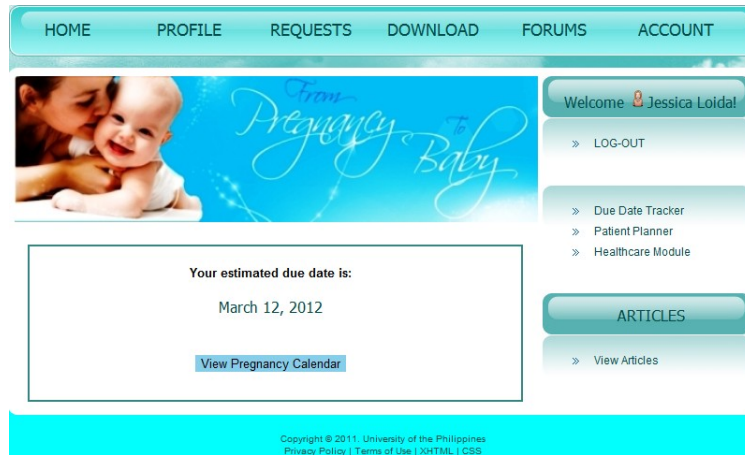 HOME PROFILE REQUESTS DOWNLOAD FORUMS ACCOUNT
From
Pregnancy
To
Baby
Welcome Jessica Loida!
» LOG-OUT
» Due Date Tracker
» Patient Planner
» Healthcare Module
Your estimated due date is:
March 12, 2012
View Pregnancy Calendar
ARTICLES
» View Articles
Copyright © 2011. University of the Philippines
Privacy Policy | Terms of Use | XHTML | CSS